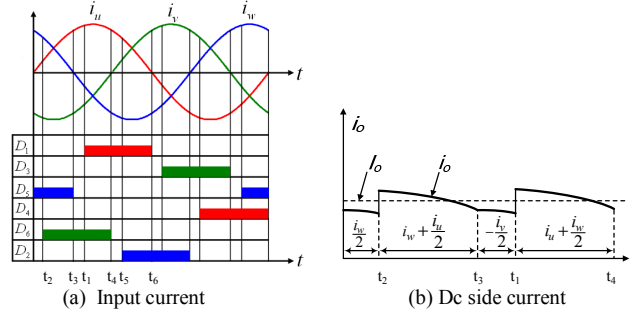 i_u i_v i_w
t
D_1
D_3
D_5
D_4
D_6
D_2
t
t_2 t_3 t_1 t_4 t_5 t_6
(a) Input current
i_o
I_o i_o i_o
i_w/2 i_w + i_u/2 -i_v/2 i_u + i_w/2
t_2 t_3 t_1 t_4
(b) Dc side current